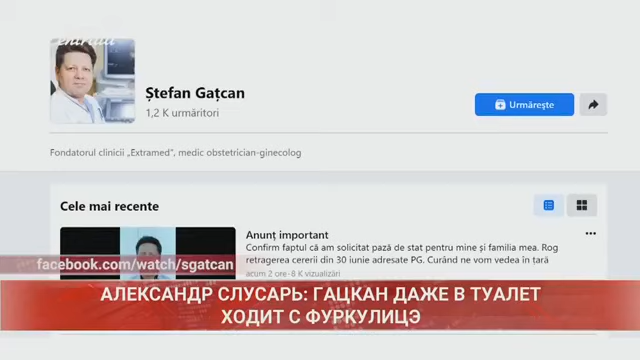 Ștefan Gațcan
1,2 K urmăritori
Urmărește
Fondatorul clinicii „Extramed”, medic obstetrician-ginecolog
Cele mai recente
Anunț important
Confirm faptul că am solicitat pază de stat pentru mine și familia mea. Rog
retragerea cererii din 30 iunie adresate PG. Curând ne vom vedea în țară
acum 2 ore · 8 K vizualizări
facebook.com/watch/sgatcan
АЛЕКСАНДР СЛУСАРЬ: ГАЦКАН ДАЖЕ В ТУАЛЕТ
ХОДИТ С ФУРКУЛИЦЭ